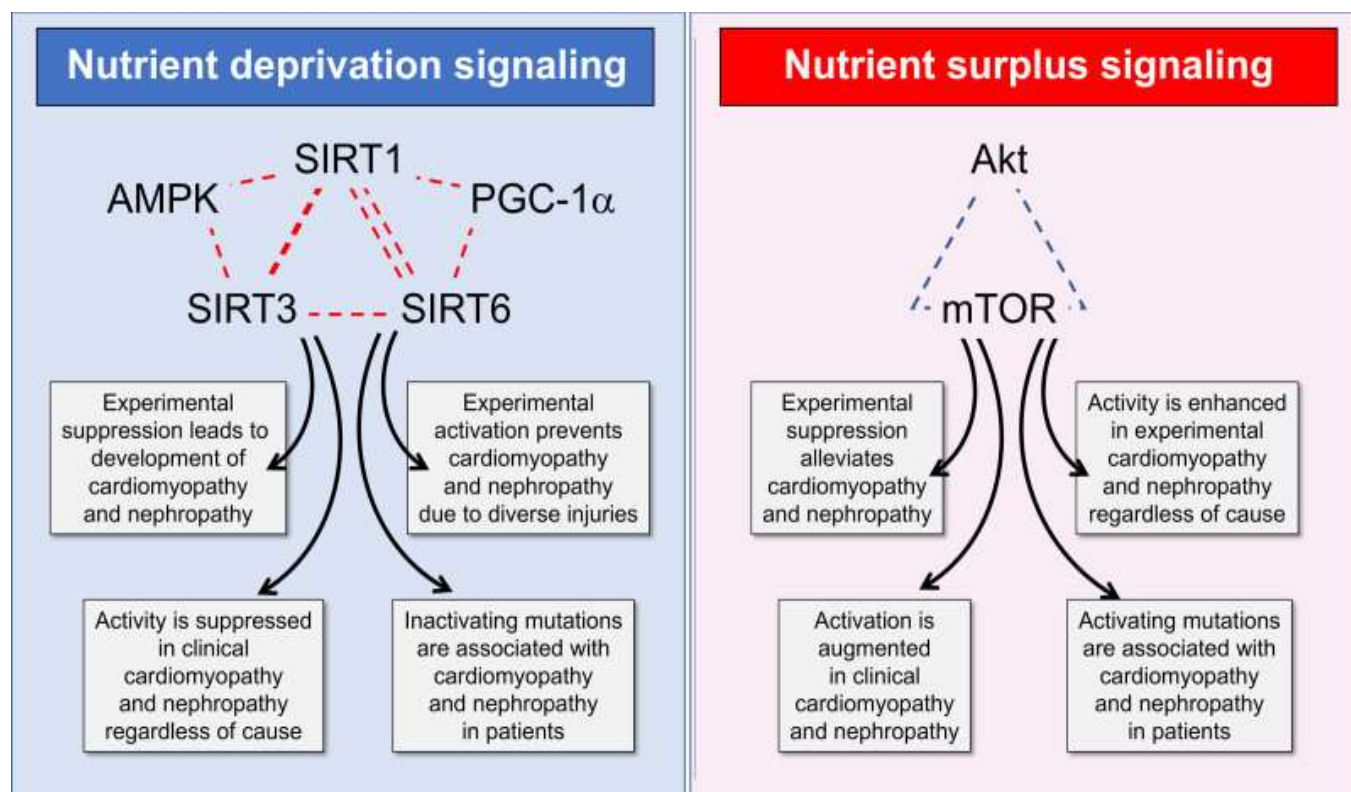 Nutrient deprivation signaling
SIRT1
AMPK
PGC-1α
SIRT3
SIRT6
Experimental
suppression leads to
development of
cardiomyopathy
and nephropathy
Experimental
activation prevents
cardiomyopathy
and nephropathy
due to diverse injuries
Activity is suppressed
in clinical
cardiomyopathy
and nephropathy
regardless of cause
Inactivating mutations
are associated with
cardiomyopathy
and nephropathy
in patients
Nutrient surplus signaling
Akt
mTOR
Experimental
suppression
alleviates
cardiomyopathy
and nephropathy
Activity is enhanced
in experimental
cardiomyopathy
and nephropathy
regardless of cause
Activation is
augmented
in clinical
cardiomyopathy
and nephropathy
Activating mutations
are associated with
cardiomyopathy
and nephropathy
in patients